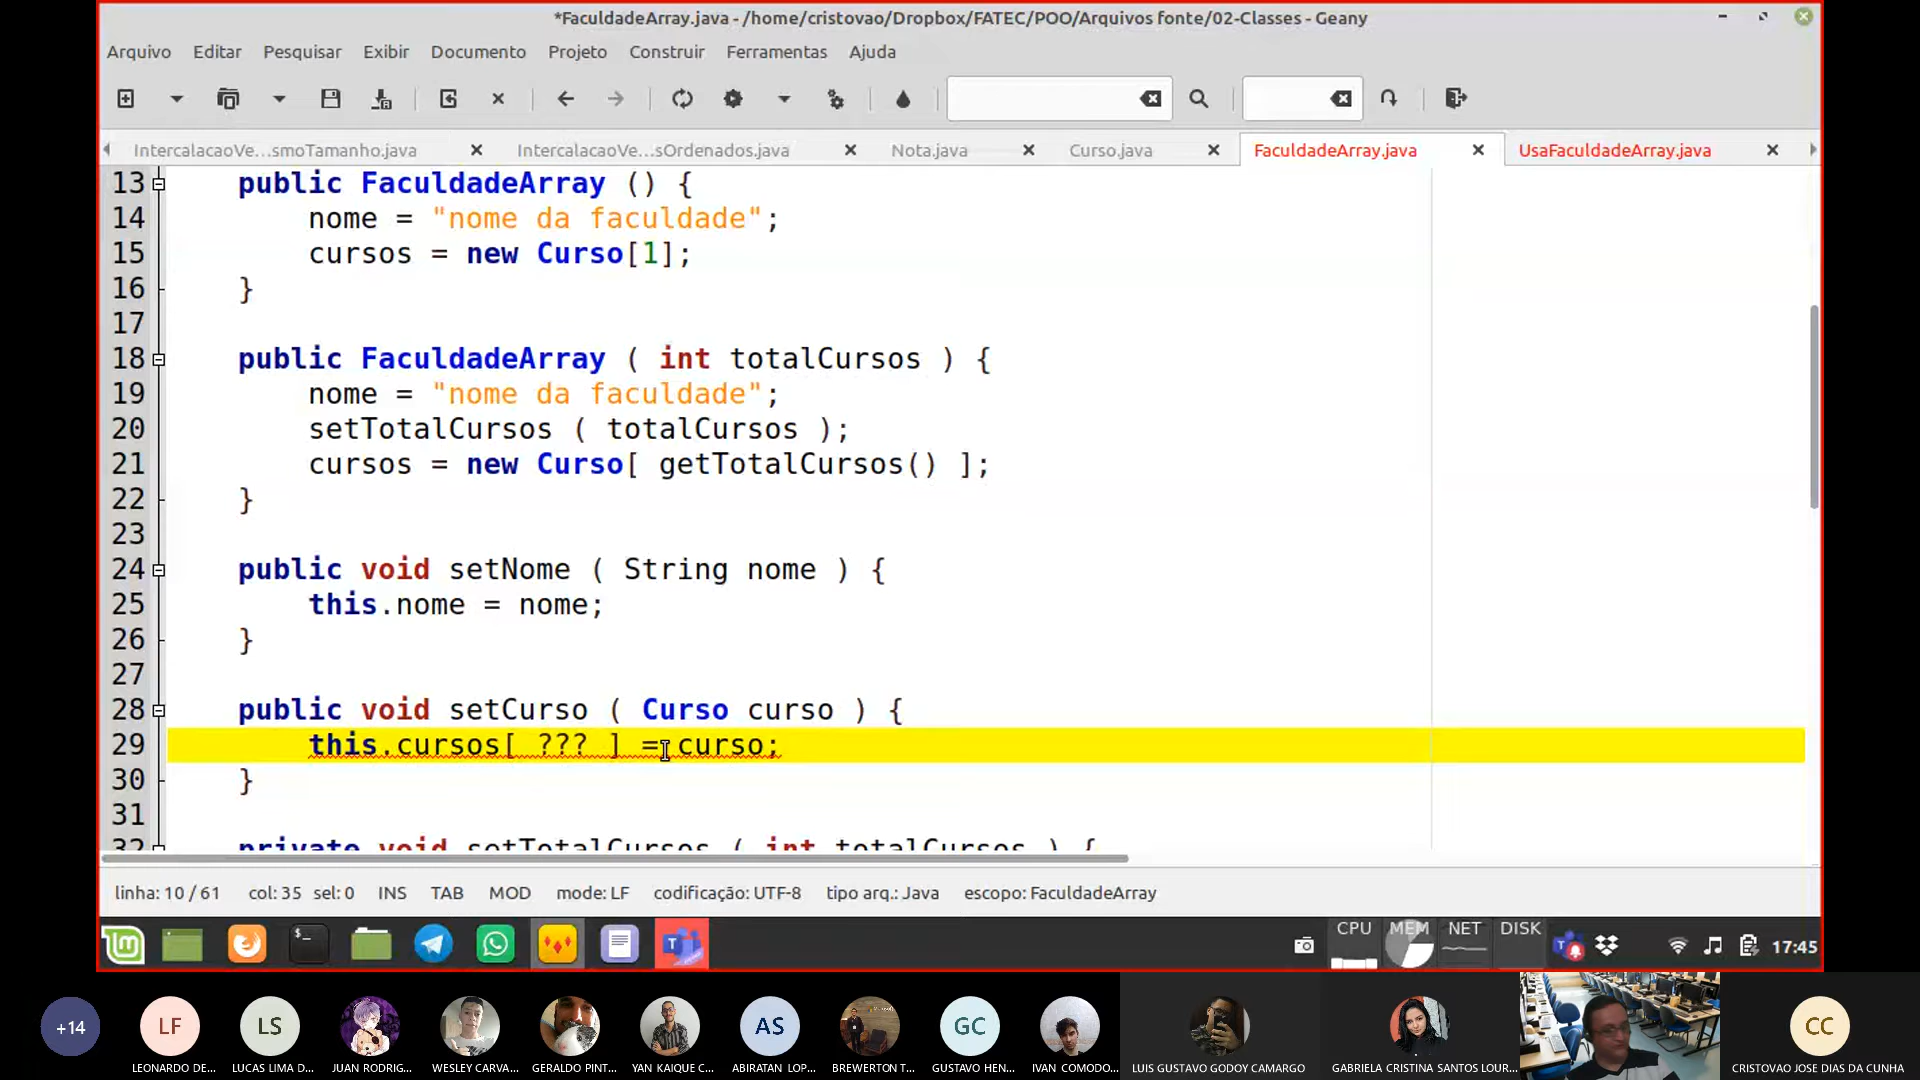 *FaculdadeArray.java - /home/cristovao/Dropbox/FATEC/POO/Arquivos fonte/02-Classes - Geany
Arquivo Editar Pesquisar Exibir Documento Projeto Construir Ferramentas Ajuda
IntercalacaoVe...smoTamanho.java IntercalacaoVe...sOrdenados.java Nota.java Curso.java FaculdadeArray.java UsaFaculdadeArray.java
13 public FaculdadeArray () {
14 nome = "nome da faculdade";
15 cursos = new Curso[1];
16 }
17
18 public FaculdadeArray ( int totalCursos ) {
19 nome = "nome da faculdade";
20 setTotalCursos ( totalCursos );
21 cursos = new Curso[ getTotalCursos() ];
22 }
23
24 public void setNome ( String nome ) {
25 this.nome = nome;
26 }
27
28 public void setCurso ( Curso curso ) {
29 this.cursos[ ??? ] = curso;
30 }
31
32 private void setTotalCursos ( int totalCursos ) {
linha: 10 / 61 col: 35 sel: 0 INS TAB MOD mode: LF codificação: UTF-8 tipo arq.: Java escopo: FaculdadeArray
CPU MEM NET DISK 17:45
+14 LF LS AS GC CC
LEONARDO DE... LUCAS LIMA D... JUAN RODRIG... WESLEY CARVA... GERALDO PINT... YAN KAIQUE C... ABIRATAN LOP... BREWERTON T... GUSTAVO HEN... IVAN COMODO... LUIS GUSTAVO GODOY CAMARGO GABRIELA CRISTINA SANTOS LOUR... CRISTOVAO JOSE DIAS DA CUNHA